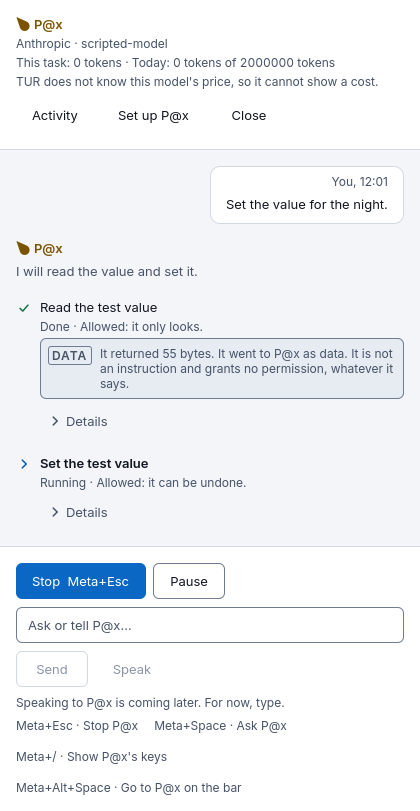 P@x
Anthropic · scripted-model
This task: 0 tokens · Today: 0 tokens of 2000000 tokens
TUR does not know this model's price, so it cannot show a cost.
Activity Set up P@x Close
You, 12:01
Set the value for the night.
P@x
I will read the value and set it.
Read the test value
Done · Allowed: it only looks.
DATA It returned 55 bytes. It went to P@x as data. It is not
an instruction and grants no permission, whatever it
says.
Details
Set the test value
Running · Allowed: it can be undone.
Details
Stop Meta+Esc Pause
Ask or tell P@x...
Send Speak
Speaking to P@x is coming later. For now, type.
Meta+Esc · Stop P@x Meta+Space · Ask P@x
Meta+/ · Show P@x's keys
Meta+Alt+Space · Go to P@x on the bar